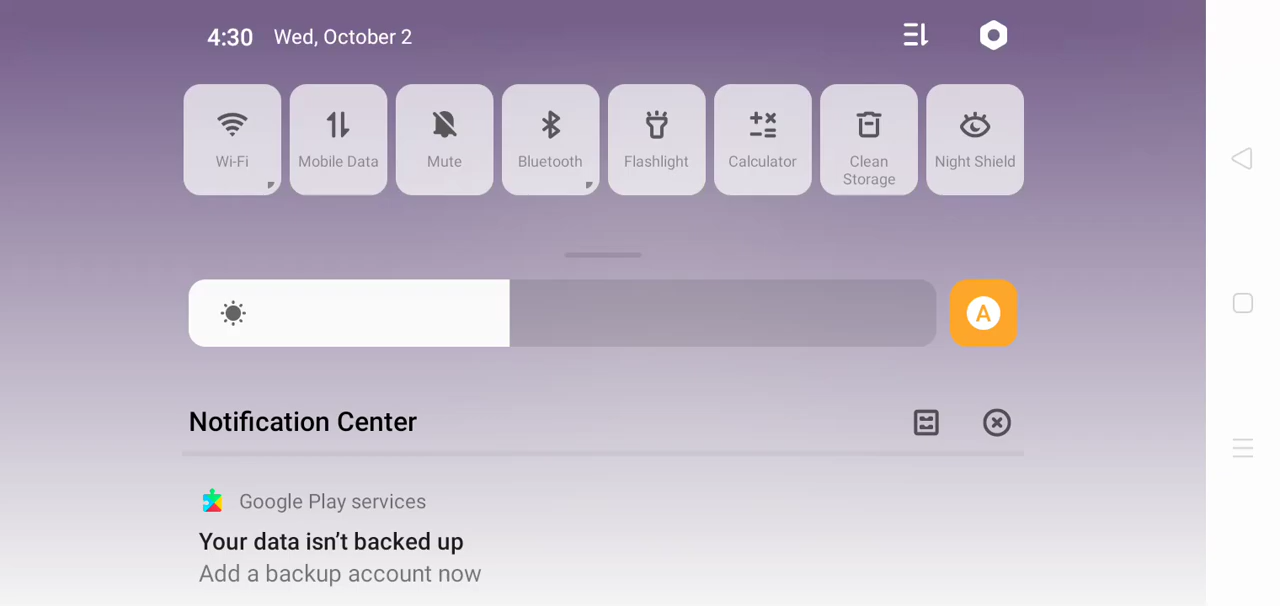 4:30 Wed, October 2
Wi-Fi Mobile Data Mute Bluetooth Flashlight Calculator Clean Storage Night Shield
A
Notification Center
Google Play services
Your data isn’t backed up
Add a backup account now